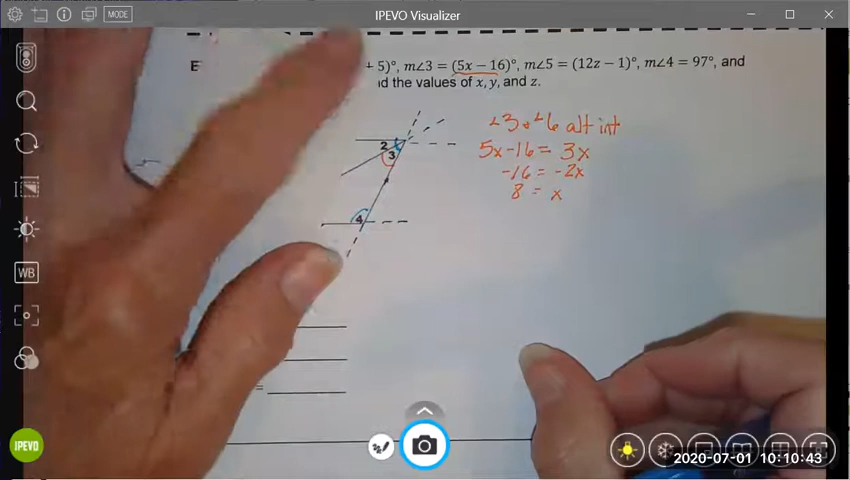 IPEVO Visualizer
MODE
E + 5)°, m∠3 = (5x − 16)°, m∠5 = (12z − 1)°, m∠4 = 97°, and
d the values of x, y, and z.
∠3 + ∠6 alt int
5x-16 = 3x
-16 = -2x
8 = x
2
3
4
WB
=
IPEVO
2020-07-01 10:10:43